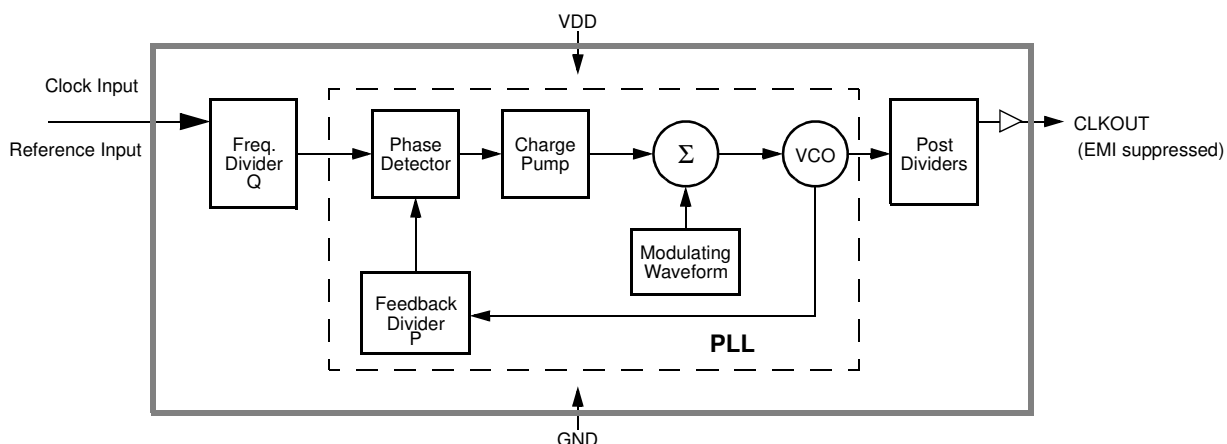 VDD
Clock Input
Reference Input
Freq.
Divider
Q
Phase
Detector
Charge
Pump
Σ
VCO
Post
Dividers
CLKOUT
(EMI suppressed)
Modulating
Waveform
Feedback
Divider
P
PLL
GND